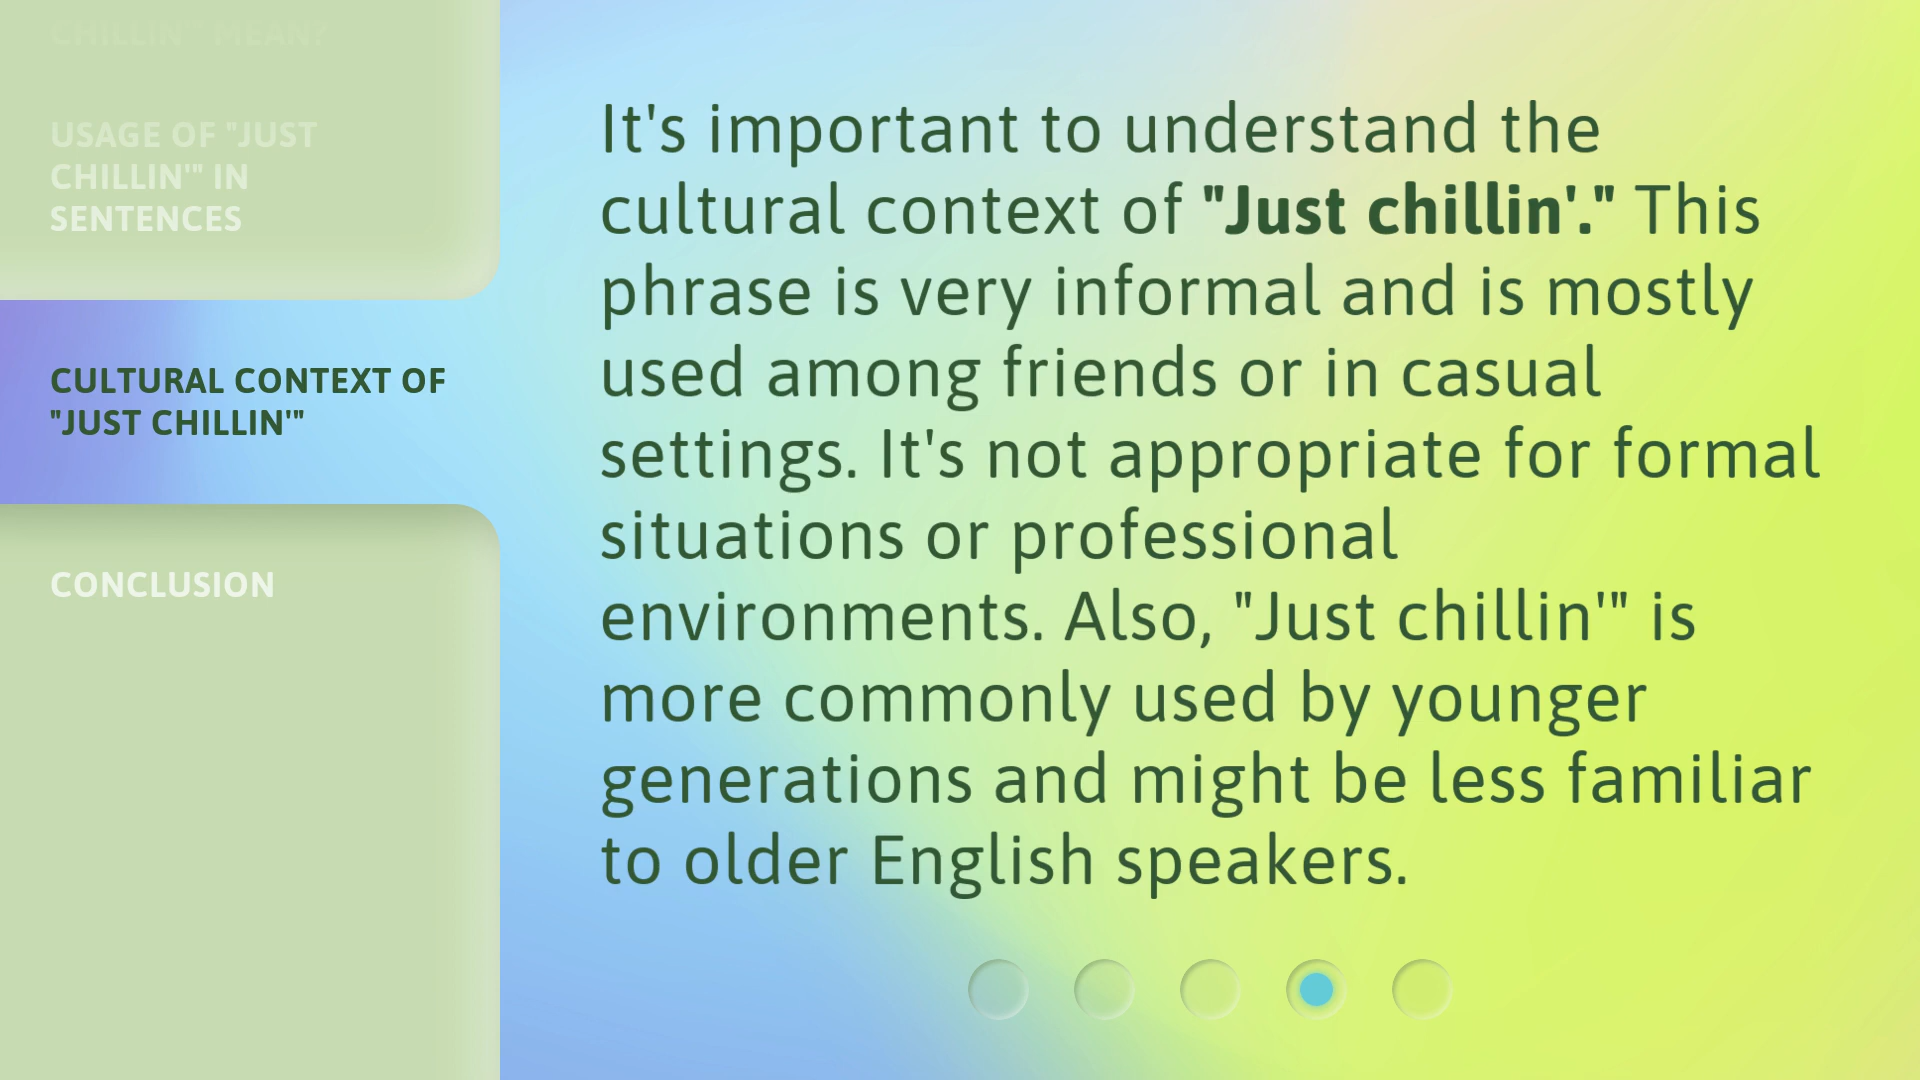 CHILLIN'" MEAN?
USAGE OF "JUST
CHILLIN'" IN
SENTENCES
CULTURAL CONTEXT OF
"JUST CHILLIN'"
CONCLUSION
It's important to understand the
cultural context of "Just chillin'." This
phrase is very informal and is mostly
used among friends or in casual
settings. It's not appropriate for formal
situations or professional
environments. Also, "Just chillin'" is
more commonly used by younger
generations and might be less familiar
to older English speakers.